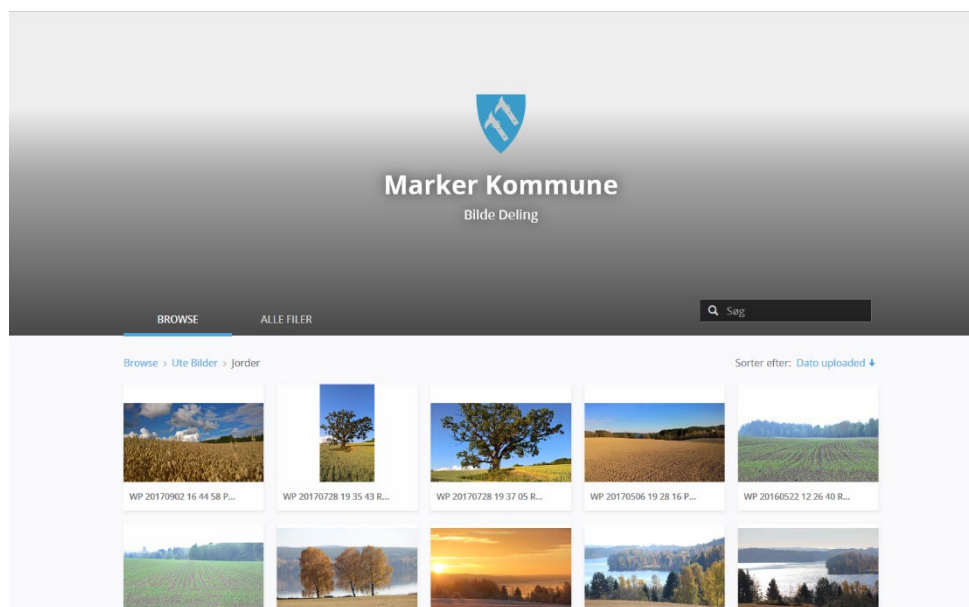 Marker Kommune
Bilde Deling
BROWSE ALLE FILER Søg
Browse > Ute Bilder > Jorder Sorter efter: Dato uploaded
WP 20170902 16 44 58 P... WP 20170728 19 35 43 R... WP 20170728 19 37 05 R... WP 20170506 19 28 16 P... WP 20160522 12 26 40 R...